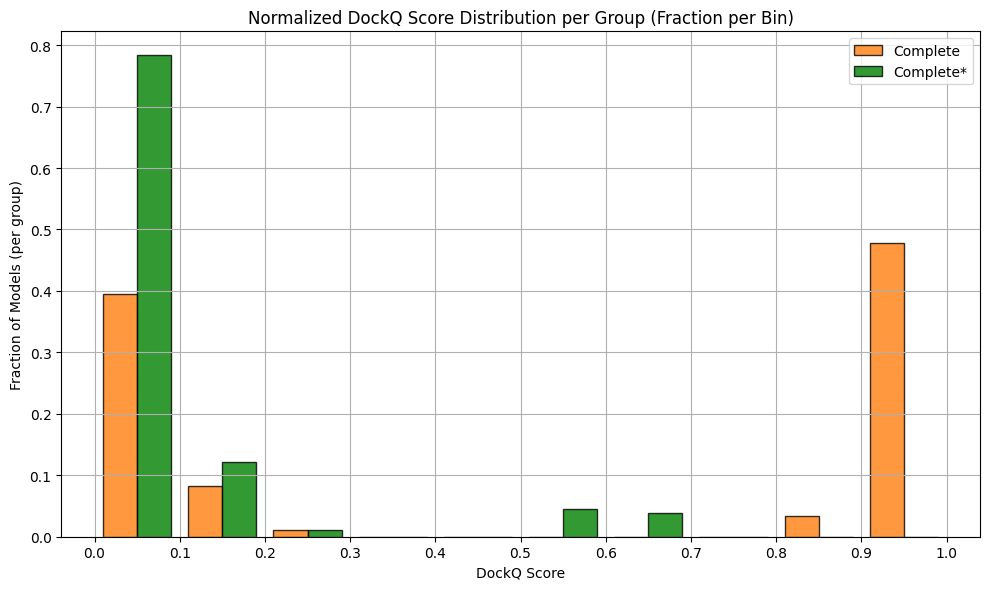 Normalized DockQ Score Distribution per Group (Fraction per Bin)
Complete
Complete*
Fraction of Models (per group)
0.8
0.7
0.6
0.5
0.4
0.3
0.2
0.1
0.0
0.0 0.1 0.2 0.3 0.4 0.5 0.6 0.7 0.8 0.9 1.0
DockQ Score